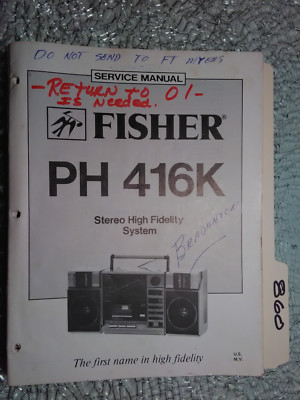 DO NOT SEND TO FT MYERS
SERVICE MANUAL
-RETURN TO 01-
IS Needed.
FISHER
PH 416K
Stereo High Fidelity
System
860
The first name in high fidelity
U.S.
M.V.